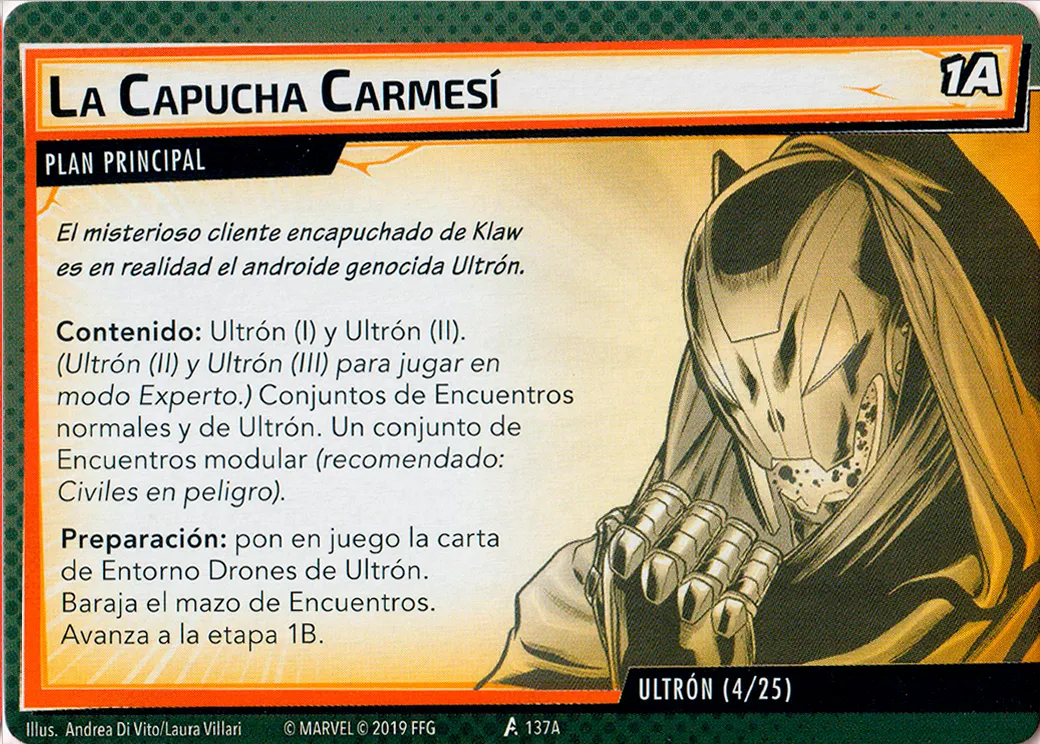 La Capucha Carmesí
1A
PLAN PRINCIPAL
El misterioso cliente encapuchado de Klaw
es en realidad el androide genocida Ultrón.
Contenido: Ultrón (I) y Ultrón (II).
(Ultrón (II) y Ultrón (III) para jugar en
modo Experto.) Conjuntos de Encuentros
normales y de Ultrón. Un conjunto de
Encuentros modular (recomendado:
Civiles en peligro).
Preparación: pon en juego la carta
de Entorno Drones de Ultrón.
Baraja el mazo de Encuentros.
Avanza a la etapa 1B.
ULTRÓN (4/25)
Illus. Andrea Di Vito/Laura Villari © MARVEL © 2019 FFG 137A